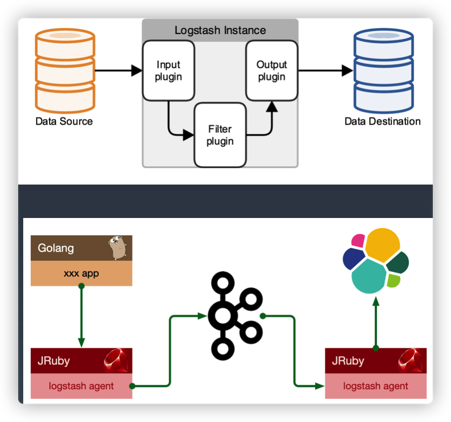 Logstash Instance
Input
plugin
Output
plugin
Filter
plugin
Data Source
Data Destination
Golang
xxx app
JRuby
logstash agent
JRuby
logstash agent